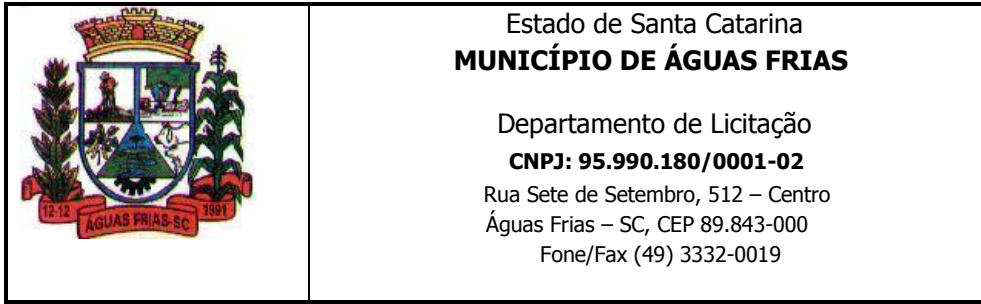 12-12 ÁGUAS FRIAS-SC 1991
Estado de Santa Catarina
MUNICÍPIO DE ÁGUAS FRIAS
Departamento de Licitação
CNPJ: 95.990.180/0001-02
Rua Sete de Setembro, 512 – Centro
Águas Frias – SC, CEP 89.843-000
Fone/Fax (49) 3332-0019